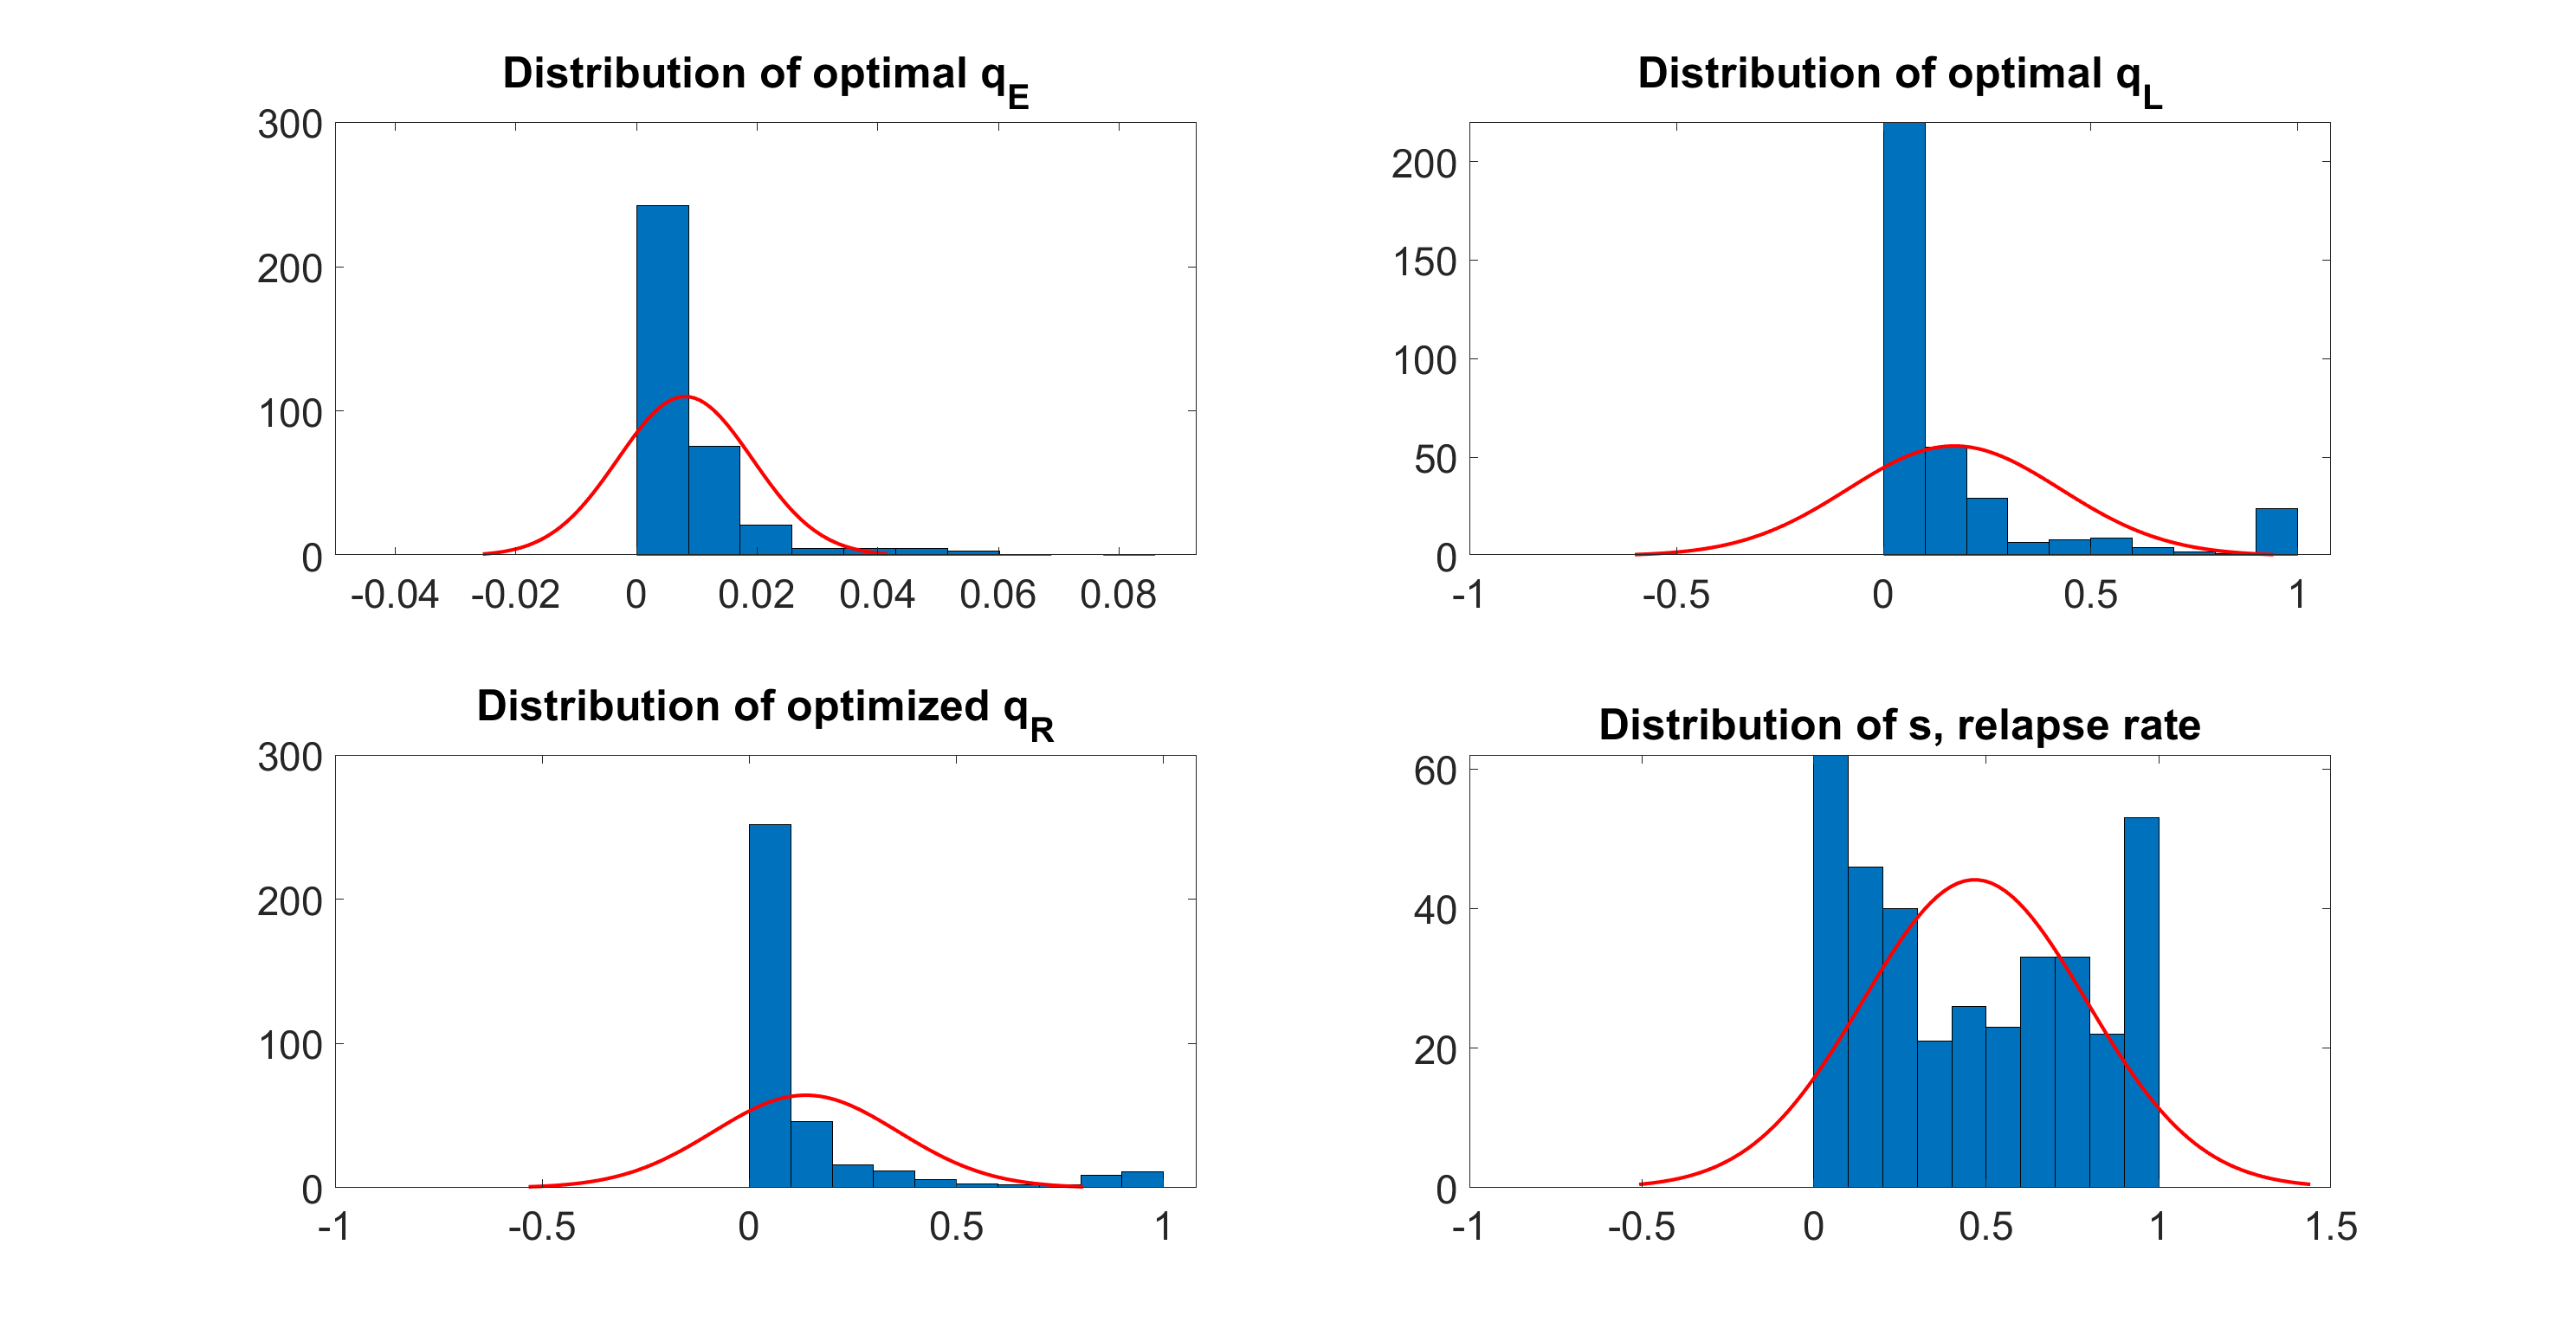 Distribution of optimal q_E
300
200
100
0
-0.04 -0.02 0 0.02 0.04 0.06 0.08
Distribution of optimal q_L
200
150
100
50
0
-1 -0.5 0 0.5 1
Distribution of optimized q_R
300
200
100
0
-1 -0.5 0 0.5 1
Distribution of s, relapse rate
60
40
20
0
-1 -0.5 0 0.5 1 1.5